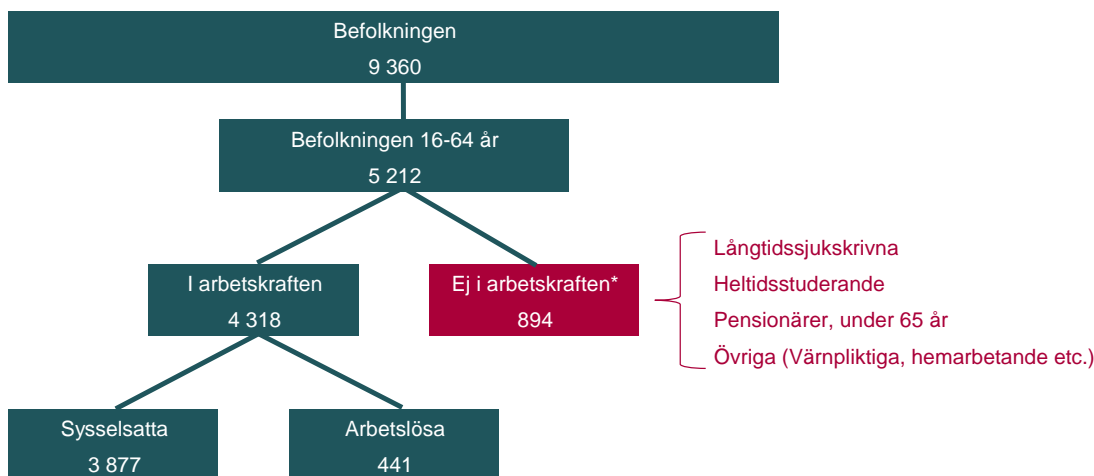 Befolkningen
9 360
Befolkningen 16-64 år
5 212
I arbetskraften
4 318
Ej i arbetskraften*
894
Långtidssjukskrivna
Heltidsstuderande
Pensionärer, under 65 år
Övriga (Värnpliktiga, hemarbetande etc.)
Sysselsatta
3 877
Arbetslösa
441